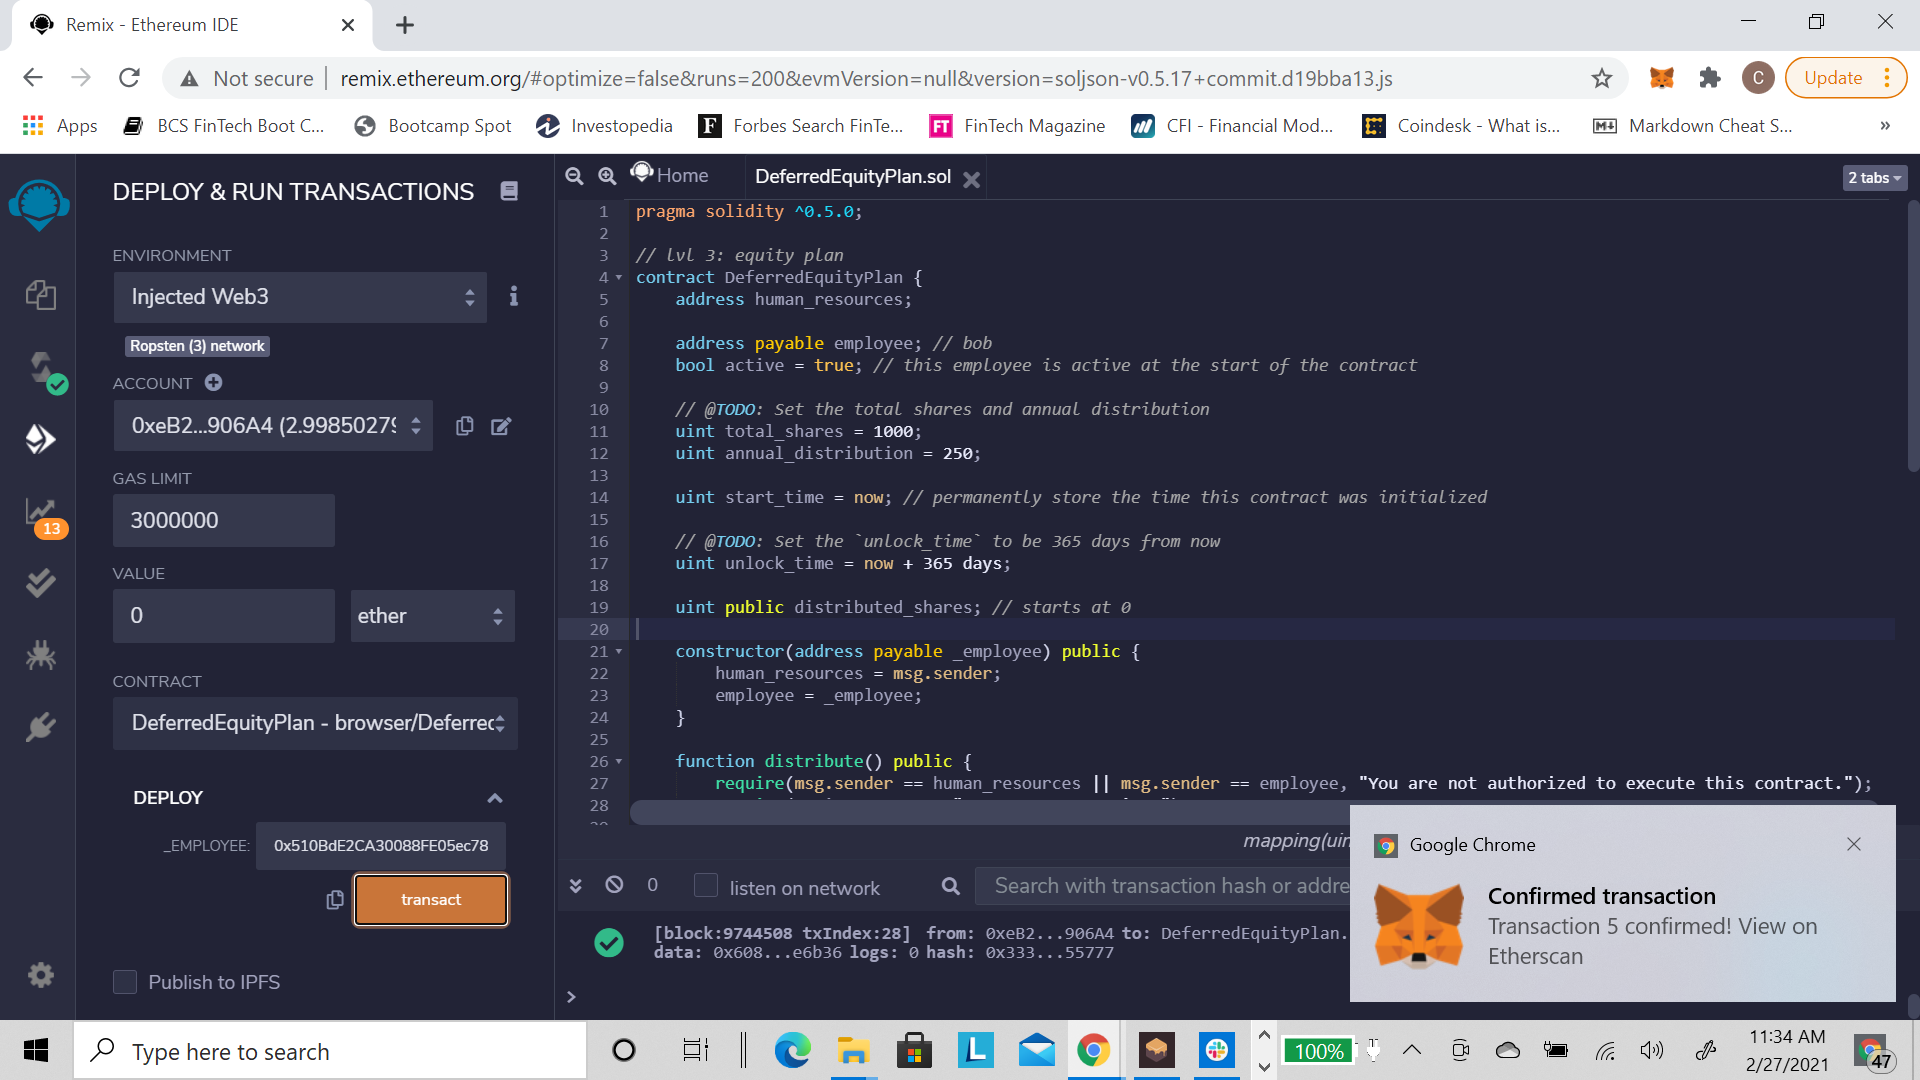 Remix - Ethereum IDE
Not secure
remix.ethereum.org/#optimize=false&runs=200&evmVersion=null&version=soljson-v0.5.17+commit.d19bba13.js
C
Update
Apps
BCS FinTech Boot C...
Bootcamp Spot
Investopedia
F
Forbes Search FinTe...
FT
FinTech Magazine
CFI - Financial Mod...
Coindesk - What is...
Markdown Cheat S...
»
DEPLOY & RUN TRANSACTIONS
ENVIRONMENT
Injected Web3
Ropsten (3) network
ACCOUNT
0xeB2...906A4 (2.99850279
GAS LIMIT
3000000
VALUE
0
ether
CONTRACT
DeferredEquityPlan - browser/Deferred
DEPLOY
_EMPLOYEE:
0x510BdE2CA30088FE05ec78
transact
Publish to IPFS
13
Home
DeferredEquityPlan.sol
2 tabs
1 pragma solidity ^0.5.0;
2
3 // lvl 3: equity plan
4 contract DeferredEquityPlan {
5 address human_resources;
6
7 address payable employee; // bob
8 bool active = true; // this employee is active at the start of the contract
9
10 // @TODO: Set the total shares and annual distribution
11 uint total_shares = 1000;
12 uint annual_distribution = 250;
13
14 uint start_time = now; // permanently store the time this contract was initialized
15
16 // @TODO: Set the `unlock_time` to be 365 days from now
17 uint unlock_time = now + 365 days;
18
19 uint public distributed_shares; // starts at 0
20
21 constructor(address payable _employee) public {
22 human_resources = msg.sender;
23 employee = _employee;
24 }
25
26 function distribute() public {
27 require(msg.sender == human_resources || msg.sender == employee, "You are not authorized to execute this contract.");
28
mapping(uin
0
listen on network
Search with transaction hash or addre
[block:9744508 txIndex:28] from: 0xeB2...906A4 to: DeferredEquityPlan.
data: 0x608...e6b36 logs: 0 hash: 0x333...55777
>
Google Chrome
Confirmed transaction
Transaction 5 confirmed! View on
Etherscan
Type here to search
L
100%
11:34 AM
2/27/2021
47